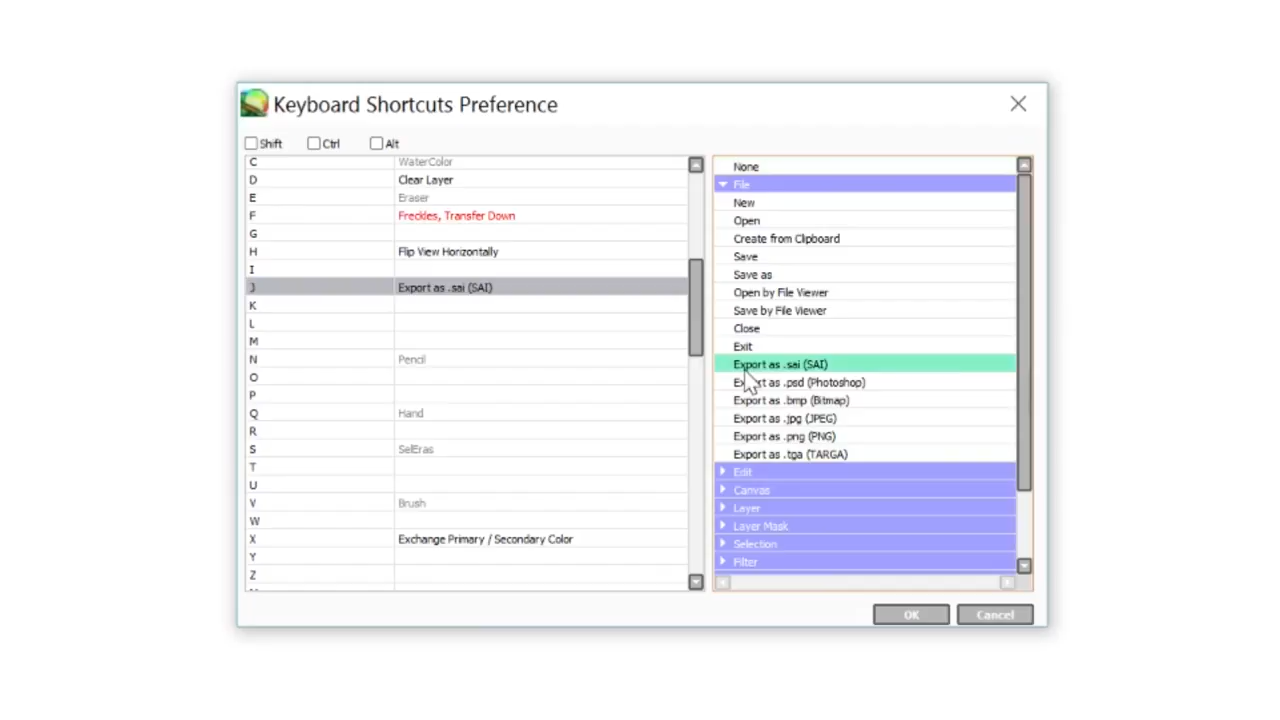 Keyboard Shortcuts Preference
Shift Ctrl Alt
C WaterColor
D Clear Layer
E Eraser
F Freckles, Transfer Down
G
H Flip View Horizontally
I
J Export as .sai (SAI)
K
L
M
N Pencil
O
P
Q Hand
R
S SelEras
T
U
V Brush
W
X Exchange Primary / Secondary Color
Y
Z
None
File
New
Open
Create from Clipboard
Save
Save as
Open by File Viewer
Save by File Viewer
Close
Exit
Export as .sai (SAI)
Export as .psd (Photoshop)
Export as .bmp (Bitmap)
Export as .jpg (JPEG)
Export as .png (PNG)
Export as .tga (TARGA)
Edit
Canvas
Layer
Layer Mask
Selection
Filter
OK Cancel